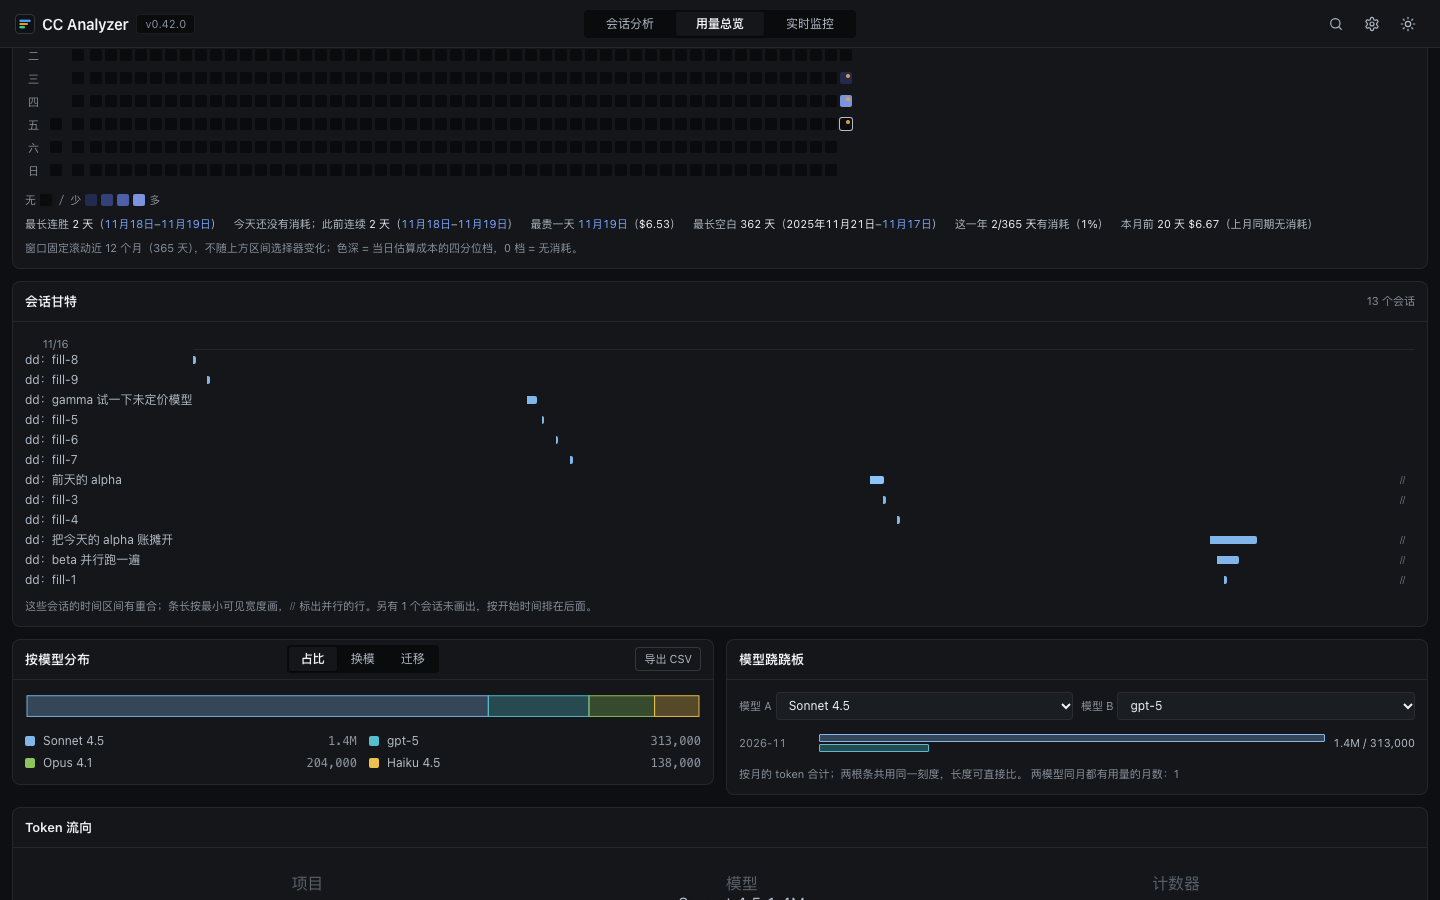 CC Analyzer v0.42.0 会话分析 用量总览 实时监控
二
三
四
五
六
日
无 / 少 多
最长连胜 2 天（11月18日–11月19日） 今天还没有消耗；此前连续 2 天（11月18日–11月19日） 最贵一天 11月19日（$6.53） 最长空白 362 天（2025年11月21日–11月17日） 这一年 2/365 天有消耗（1%） 本月前 20 天 $6.67（上月同期无消耗）
窗口固定滚动近 12 个月（365 天），不随上方区间选择器变化；色深 = 当日估算成本的四分位档，0 档 = 无消耗。
会话甘特 13 个会话
11/16
dd：fill-8
dd：fill-9
dd：gamma 试一下未定价模型
dd：fill-5
dd：fill-6
dd：fill-7
dd：前天的 alpha //
dd：fill-3 //
dd：fill-4
dd：把今天的 alpha 账摊开 //
dd：beta 并行跑一遍 //
dd：fill-1 //
这些会话的时间区间有重合；条长按最小可见宽度画，// 标出并行的行。另有 1 个会话未画出，按开始时间排在后面。
按模型分布 占比 换模 迁移 导出 CSV
Sonnet 4.5 1.4M gpt-5 313,000
Opus 4.1 204,000 Haiku 4.5 138,000
模型跷跷板
模型 A Sonnet 4.5 模型 B gpt-5
2026-11 1.4M / 313,000
按月的 token 合计；两根条共用同一刻度，长度可直接比。 两模型同月都有用量的月数：1
Token 流向
项目 模型 计数器